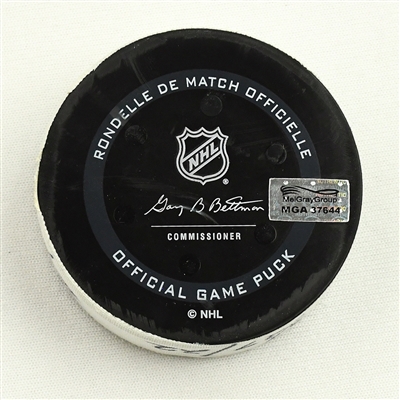 RONDELLE DE MATCH OFFICIELLE
NHL
Gary B Bettman
COMMISSIONER
OFFICIAL GAME PUCK
© NHL
MeiGrayGroup
MGA 37644